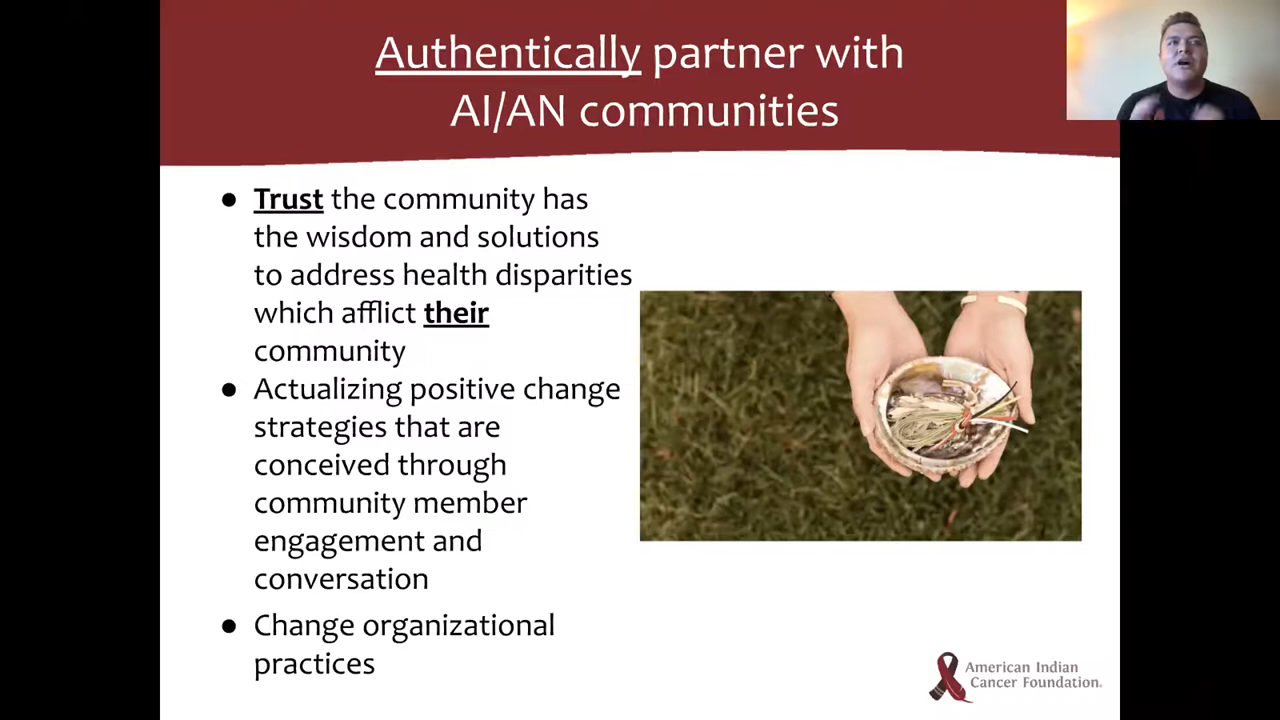 Authentically partner with
AI/AN communities
● Trust the community has
the wisdom and solutions
to address health disparities
which afflict their
community
● Actualizing positive change
strategies that are
conceived through
community member
engagement and
conversation
● Change organizational
practices
American Indian
Cancer Foundation.